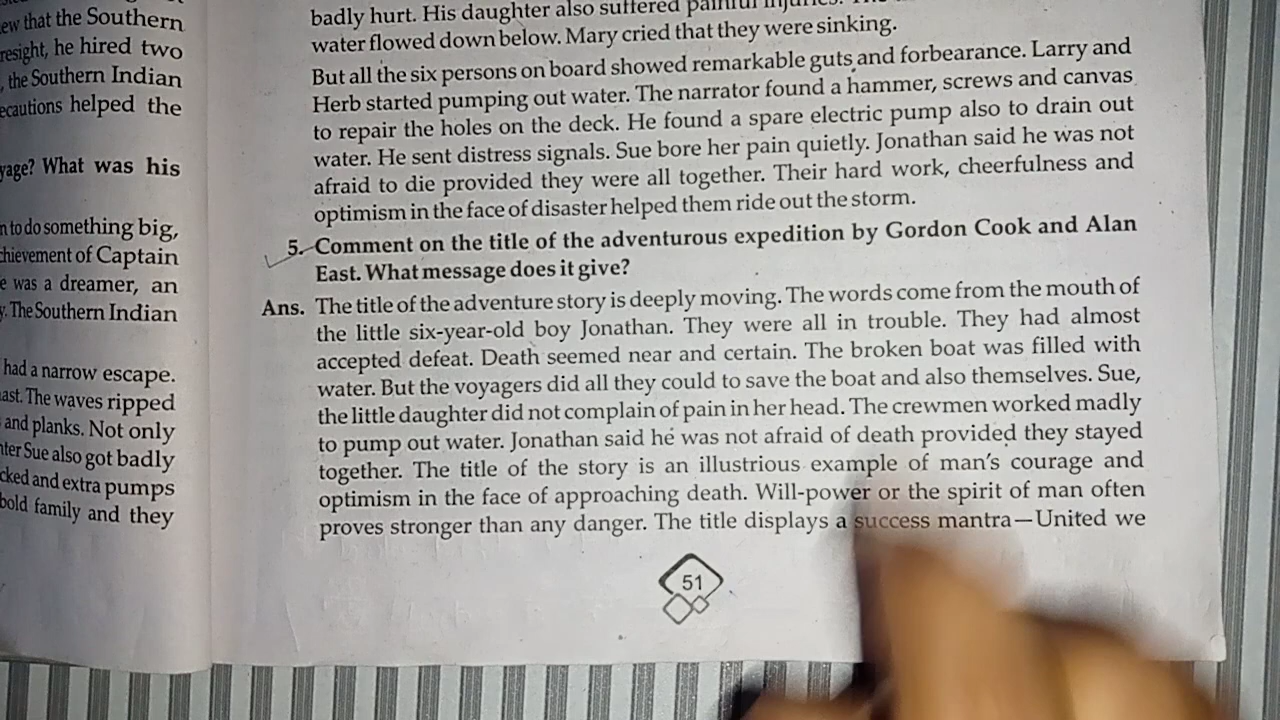 ew that the Southern
resight, he hired two
, the Southern Indian
ecautions helped the
yage? What was his
n to do something big,
chievement of Captain
e was a dreamer, an
y. The Southern Indian
had a narrow escape.
ast. The waves ripped
and planks. Not only
ter Sue also got badly
cked and extra pumps
bold family and they
badly hurt. His daughter also suffered painful
water flowed down below. Mary cried that they were sinking.
But all the six persons on board showed remarkable guts and forbearance. Larry and
Herb started pumping out water. The narrator found a hammer, screws and canvas
to repair the holes on the deck. He found a spare electric pump also to drain out
water. He sent distress signals. Sue bore her pain quietly. Jonathan said he was not
afraid to die provided they were all together. Their hard work, cheerfulness and
optimism in the face of disaster helped them ride out the storm.
5. Comment on the title of the adventurous expedition by Gordon Cook and Alan
East. What message does it give?
Ans. The title of the adventure story is deeply moving. The words come from the mouth of
the little six-year-old boy Jonathan. They were all in trouble. They had almost
accepted defeat. Death seemed near and certain. The broken boat was filled with
water. But the voyagers did all they could to save the boat and also themselves. Sue,
the little daughter did not complain of pain in her head. The crewmen worked madly
to pump out water. Jonathan said he was not afraid of death provided they stayed
together. The title of the story is an illustrious example of man's courage and
optimism in the face of approaching death. Will-power or the spirit of man often
proves stronger than any danger. The title displays a success mantra—United we
51